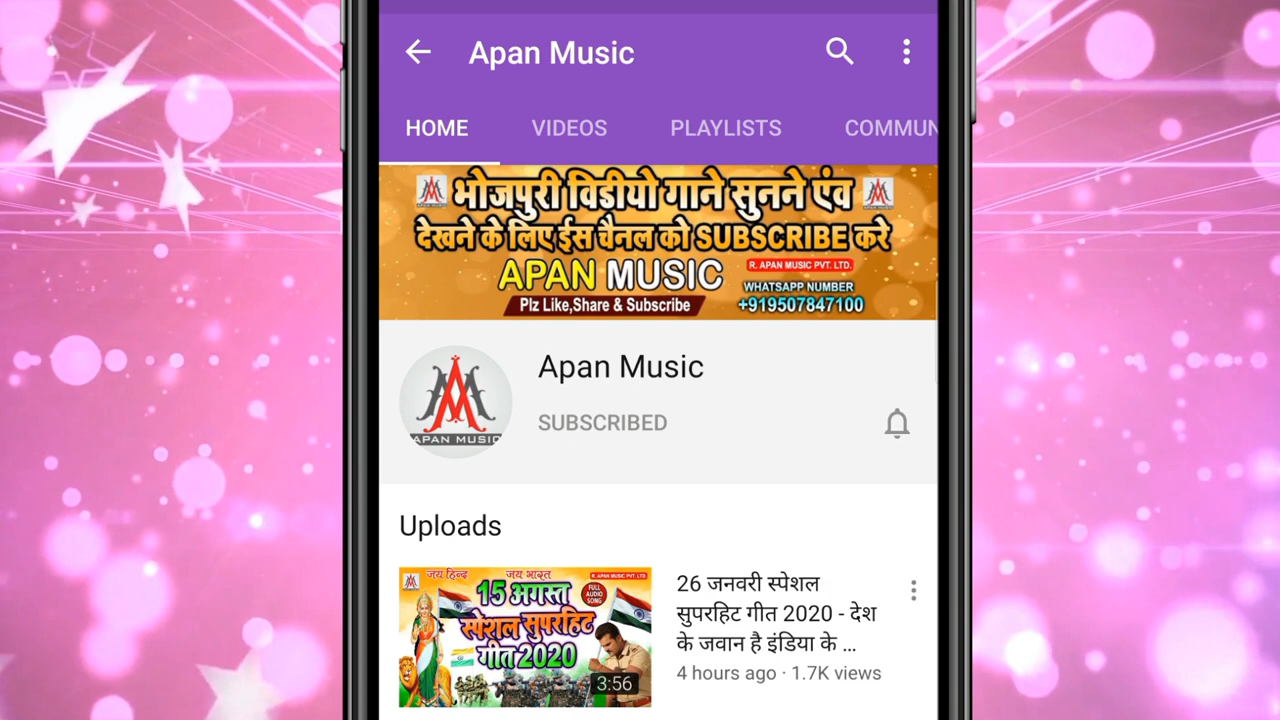 Apan Music
HOME VIDEOS PLAYLISTS COMMUN
भोजपुरी विडीयो गाने सुनने एंव
देखने के लिए ईस चैनल को SUBSCRIBE करे
APAN MUSIC
R. APAN MUSIC PVT. LTD.
Plz Like,Share & Subscribe
WHATSAPP NUMBER
+919507847100
Apan Music
SUBSCRIBED
APAN MUSIC
Uploads
जय हिन्द जय भारत
R. APAN MUSIC PVT. LTD
15 अगस्त
FULL
AUDIO
SONG
स्पेशल सुपरहिट
गीत 2020
3:56
26 जनवरी स्पेशल
सुपरहिट गीत 2020 - देश
के जवान है इंडिया के ...
4 hours ago · 1.7K views